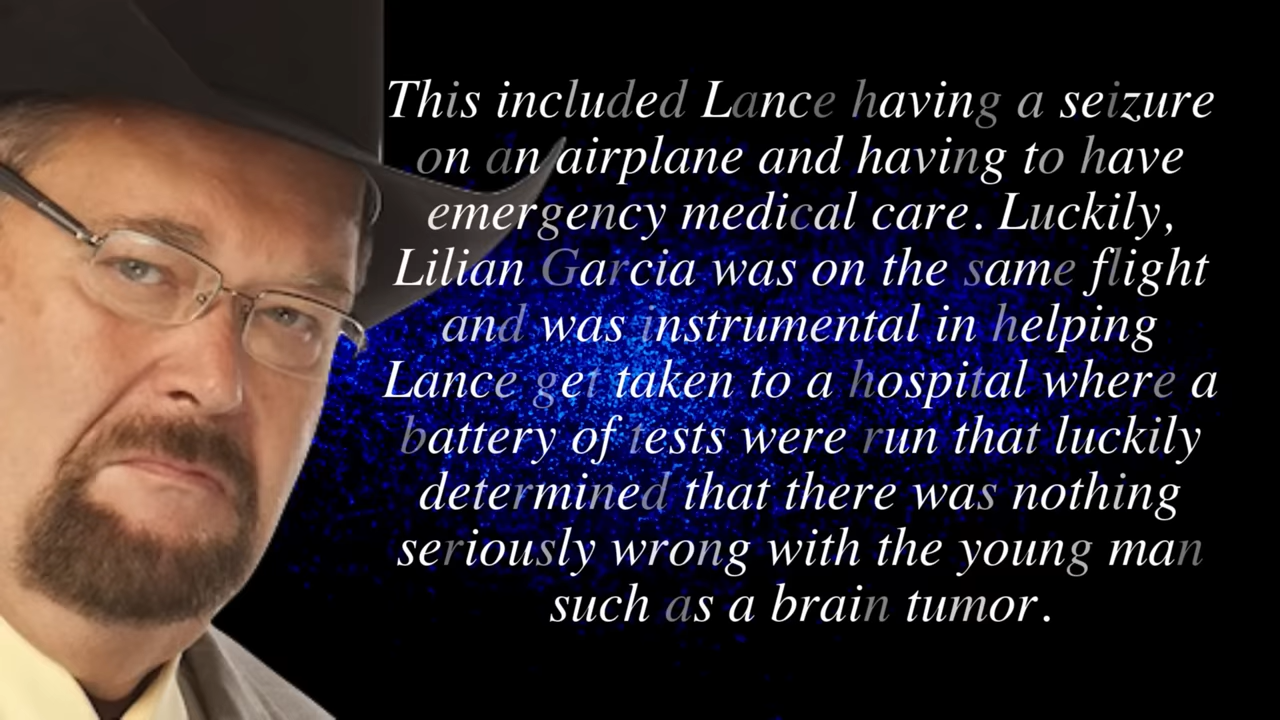 This included Lance having a seizure
on an airplane and having to have
emergency medical care. Luckily,
Lilian Garcia was on the same flight
and was instrumental in helping
Lance get taken to a hospital where a
battery of tests were run that luckily
determined that there was nothing
seriously wrong with the young man
such as a brain tumor.